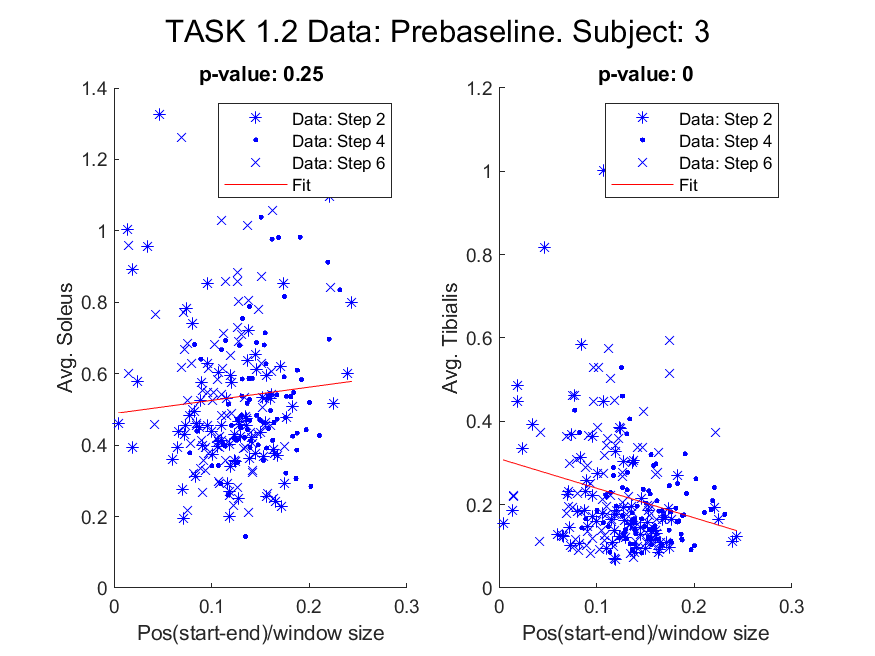 TASK 1.2 Data: Prebaseline. Subject: 3
p-value: 0.25
Data: Step 2
Data: Step 4
Data: Step 6
Fit
1.4
1.2
1
0.8
0.6
0.4
0.2
0
Avg. Soleus
0
0.1
0.2
0.3
Pos(start-end)/window size
p-value: 0
Data: Step 2
Data: Step 4
Data: Step 6
Fit
1.2
1
0.8
0.6
0.4
0.2
0
Avg. Tibialis
0
0.1
0.2
0.3
Pos(start-end)/window size